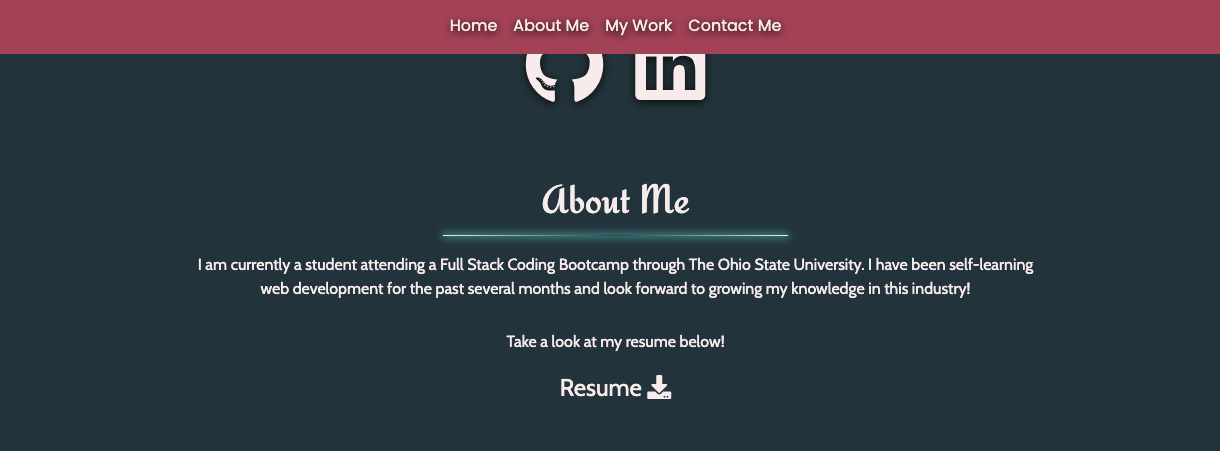 Home About Me My Work Contact Me
in
About Me
I am currently a student attending a Full Stack Coding Bootcamp through The Ohio State University. I have been self-learning
web development for the past several months and look forward to growing my knowledge in this industry!
Take a look at my resume below!
Resume